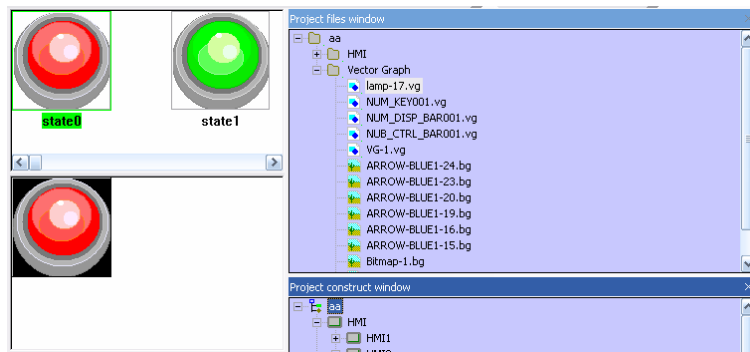 state0
state1
Project files window
aa
HMI
Vector Graph
lamp-17.vg
NUM_KEY001.vg
NUM_DISP_BAR001.vg
NUB_CTRL_BAR001.vg
VG-1.vg
ARROW-BLUE1-24.bg
ARROW-BLUE1-23.bg
ARROW-BLUE1-20.bg
ARROW-BLUE1-19.bg
ARROW-BLUE1-16.bg
ARROW-BLUE1-15.bg
Bitmap-1.bg
Project construct window
aa
HMI
HMI1